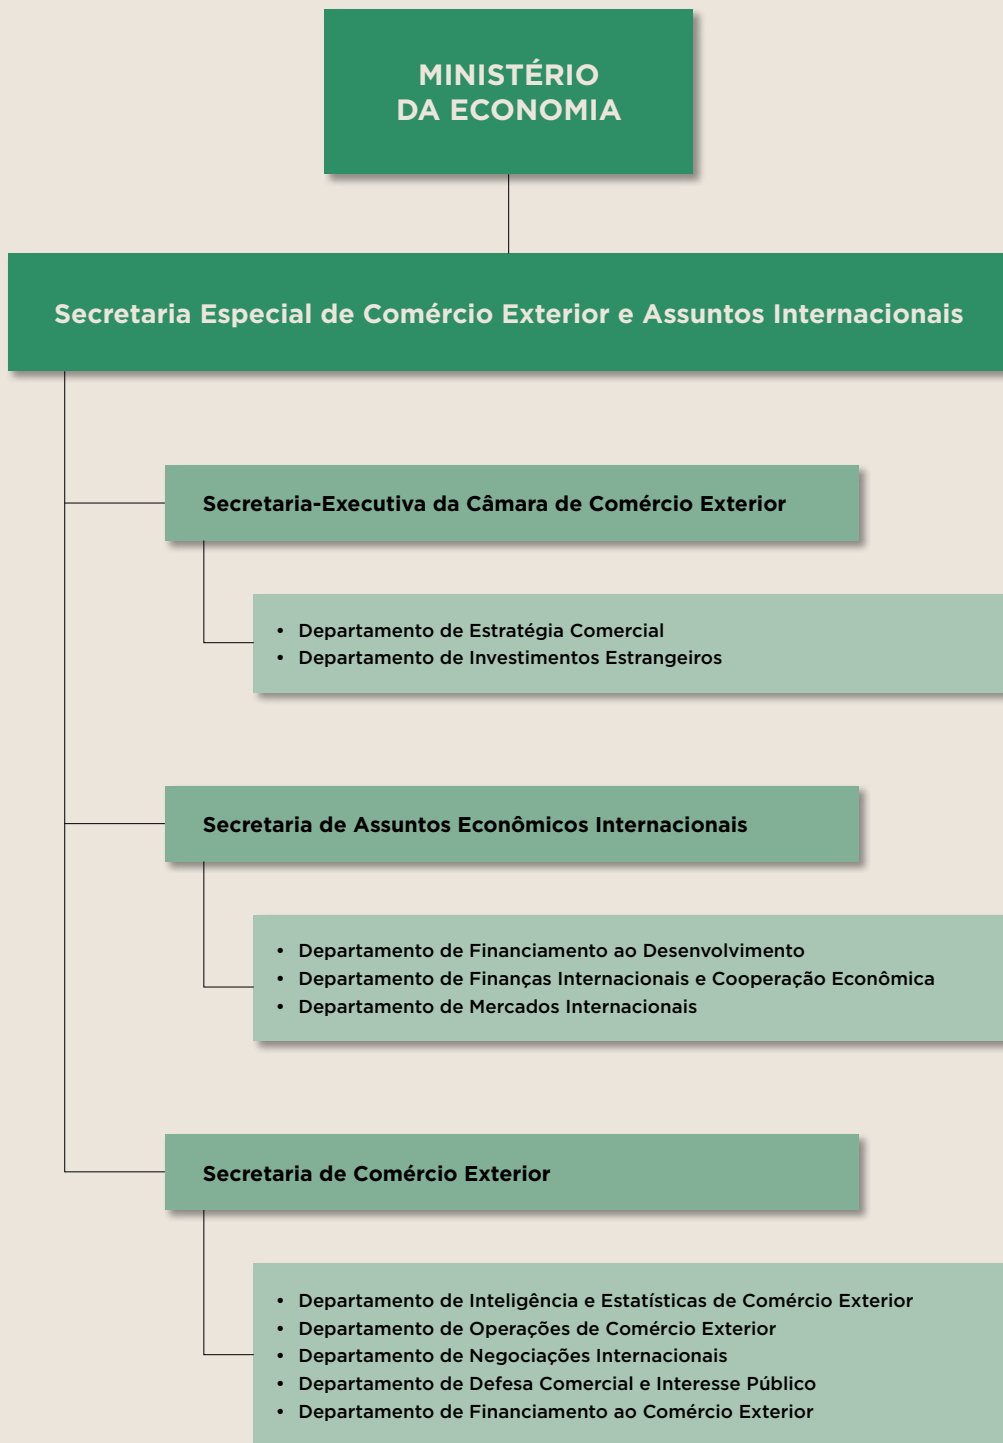 MINISTÉRIO
DA ECONOMIA
Secretaria Especial de Comércio Exterior e Assuntos Internacionais
Secretaria-Executiva da Câmara de Comércio Exterior
• Departamento de Estratégia Comercial
• Departamento de Investimentos Estrangeiros
Secretaria de Assuntos Econômicos Internacionais
• Departamento de Financiamento ao Desenvolvimento
• Departamento de Finanças Internacionais e Cooperação Econômica
• Departamento de Mercados Internacionais
Secretaria de Comércio Exterior
• Departamento de Inteligência e Estatísticas de Comércio Exterior
• Departamento de Operações de Comércio Exterior
• Departamento de Negociações Internacionais
• Departamento de Defesa Comercial e Interesse Público
• Departamento de Financiamento ao Comércio Exterior